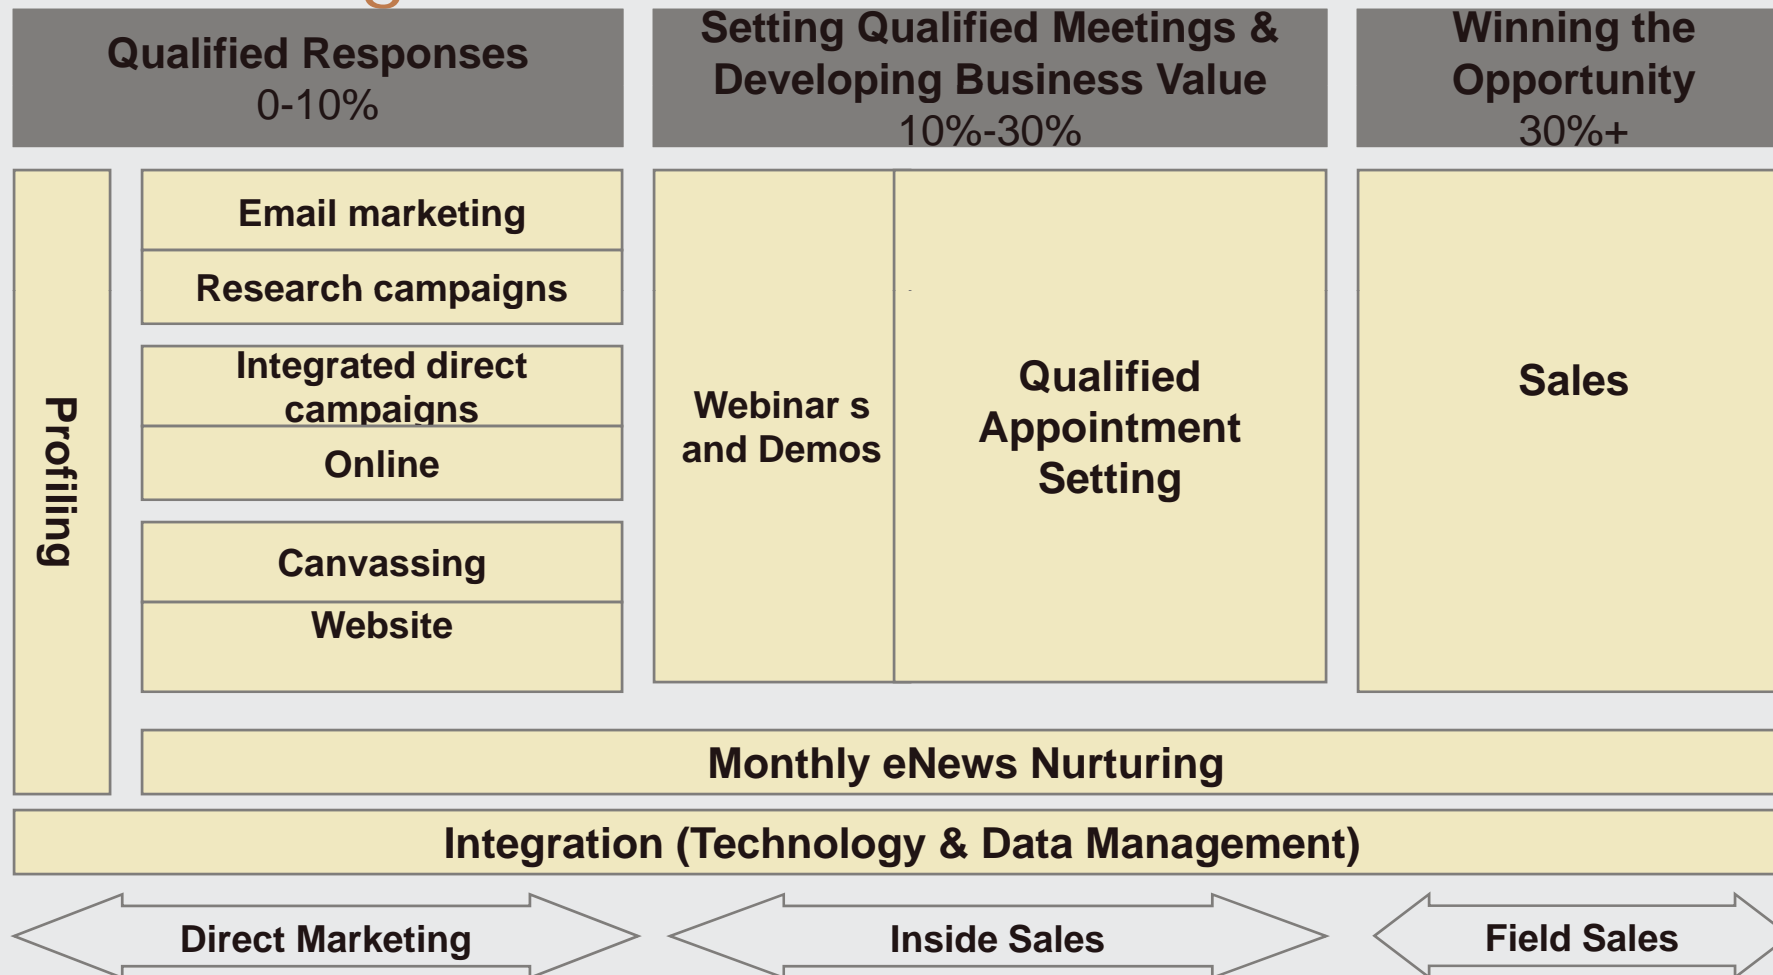 Qualified Responses
0-10%
Setting Qualified Meetings &
Developing Business Value
10%-30%
Winning the
Opportunity
30%+
Profiling
Email marketing
Research campaigns
Integrated direct
campaigns
Online
Canvassing
Website
Webinar s
and Demos
Qualified
Appointment
Setting
Sales
Monthly eNews Nurturing
Integration (Technology & Data Management)
Direct Marketing
Inside Sales
Field Sales